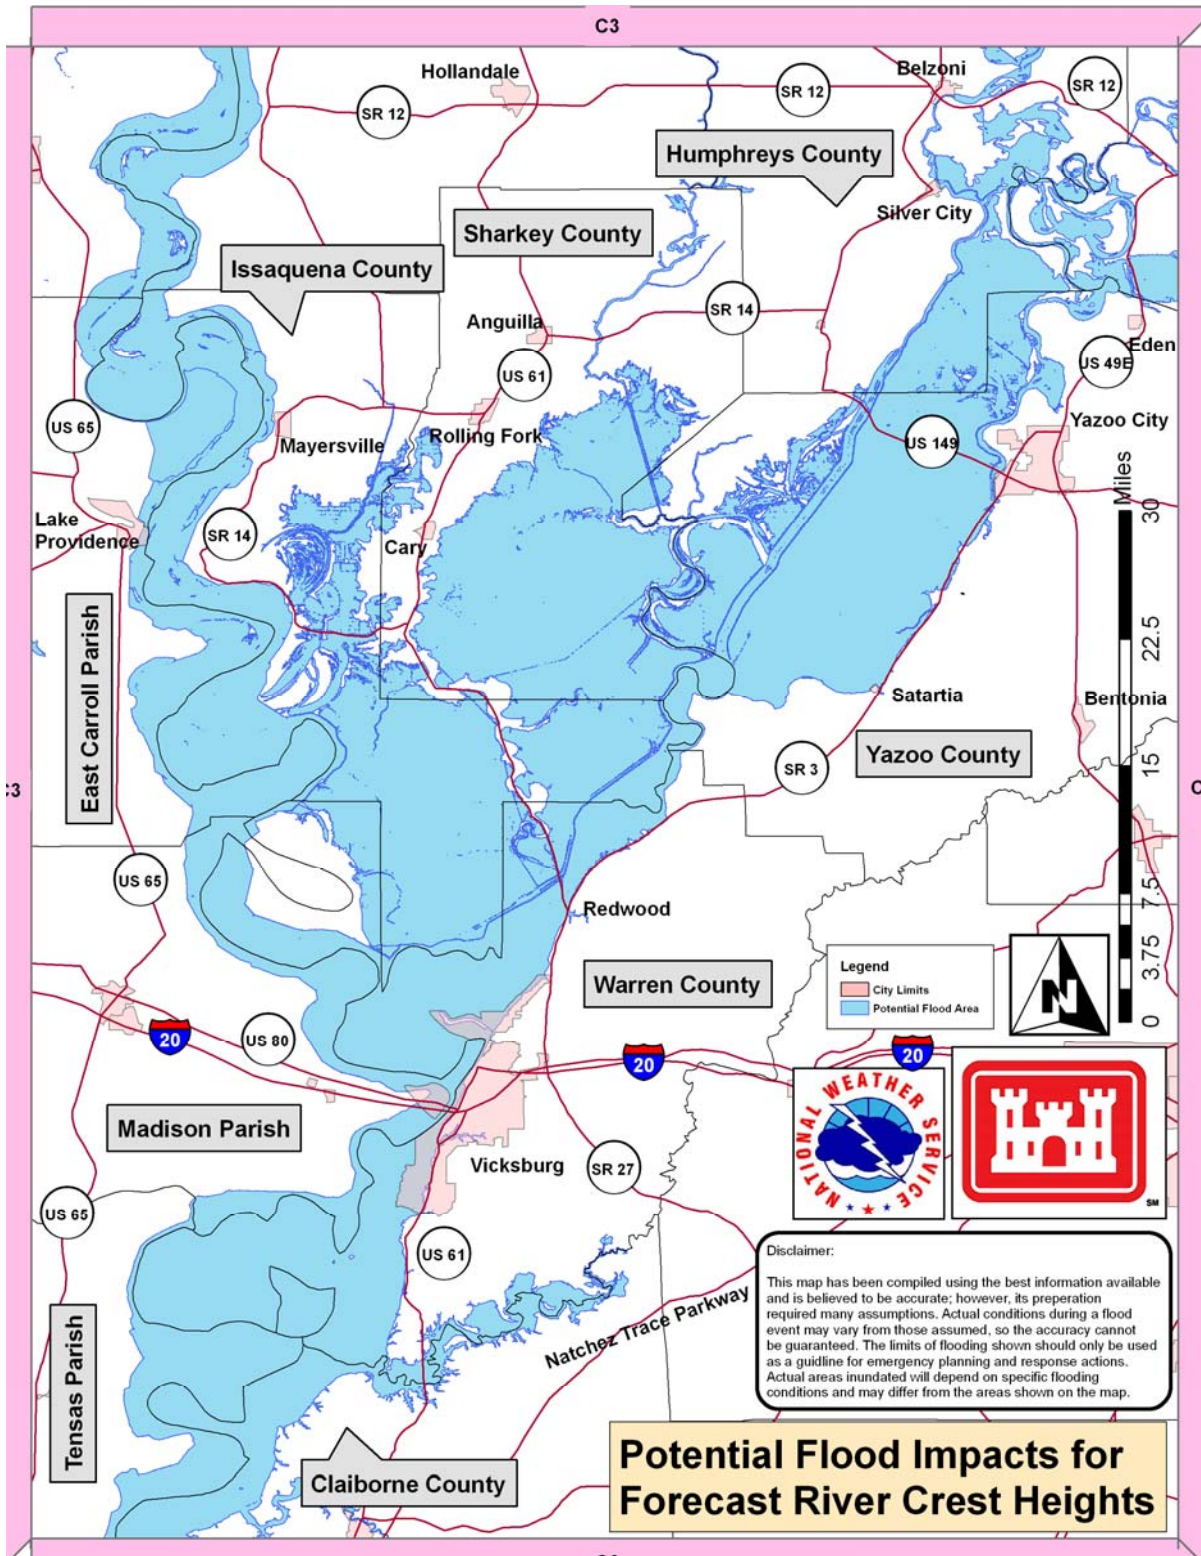 C3
Hollandale
Belzoni
SR 12
SR 12
SR 12
Humphreys County
Silver City
Sharkey County
Issaquena County
SR 14
Anguilla
Eden
US 49E
US 61
US 65
Mayersville
Rolling Fork
US 149
Yazoo City
Miles
30
Lake
Providence
SR 14
Cary
22.5
East Carroll Parish
Satartia
Bentonia
Yazoo County
SR 3
15
C3
C
US 65
7.5
Redwood
3.75
Warren County
Legend
City Limits
Potential Flood Area
N
0
20
US 80
20
20
Madison Parish
Vicksburg
SR 27
NATIONAL WEATHER SERVICE
SM
US 65
US 61
Natchez Trace Parkway
Tensas Parish
Claiborne County
Disclaimer:
This map has been compiled using the best information available
and is believed to be accurate; however, its preperation
required many assumptions. Actual conditions during a flood
event may vary from those assumed, so the accuracy cannot
be guaranteed. The limits of flooding shown should only be used
as a guidline for emergency planning and response actions.
Actual areas inundated will depend on specific flooding
conditions and may differ from the areas shown on the map.
Potential Flood Impacts for
Forecast River Crest Heights